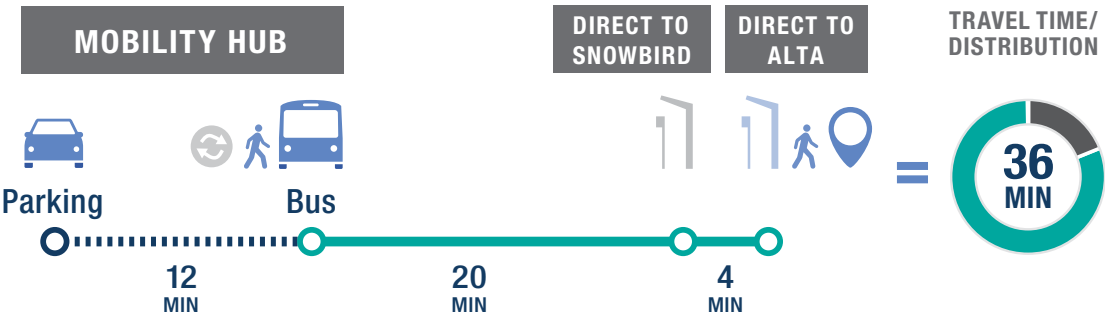 MOBILITY HUB
DIRECT TO
SNOWBIRD
DIRECT TO
ALTA
TRAVEL TIME/
DISTRIBUTION
Parking
Bus
=
36
MIN
12
MIN
20
MIN
4
MIN